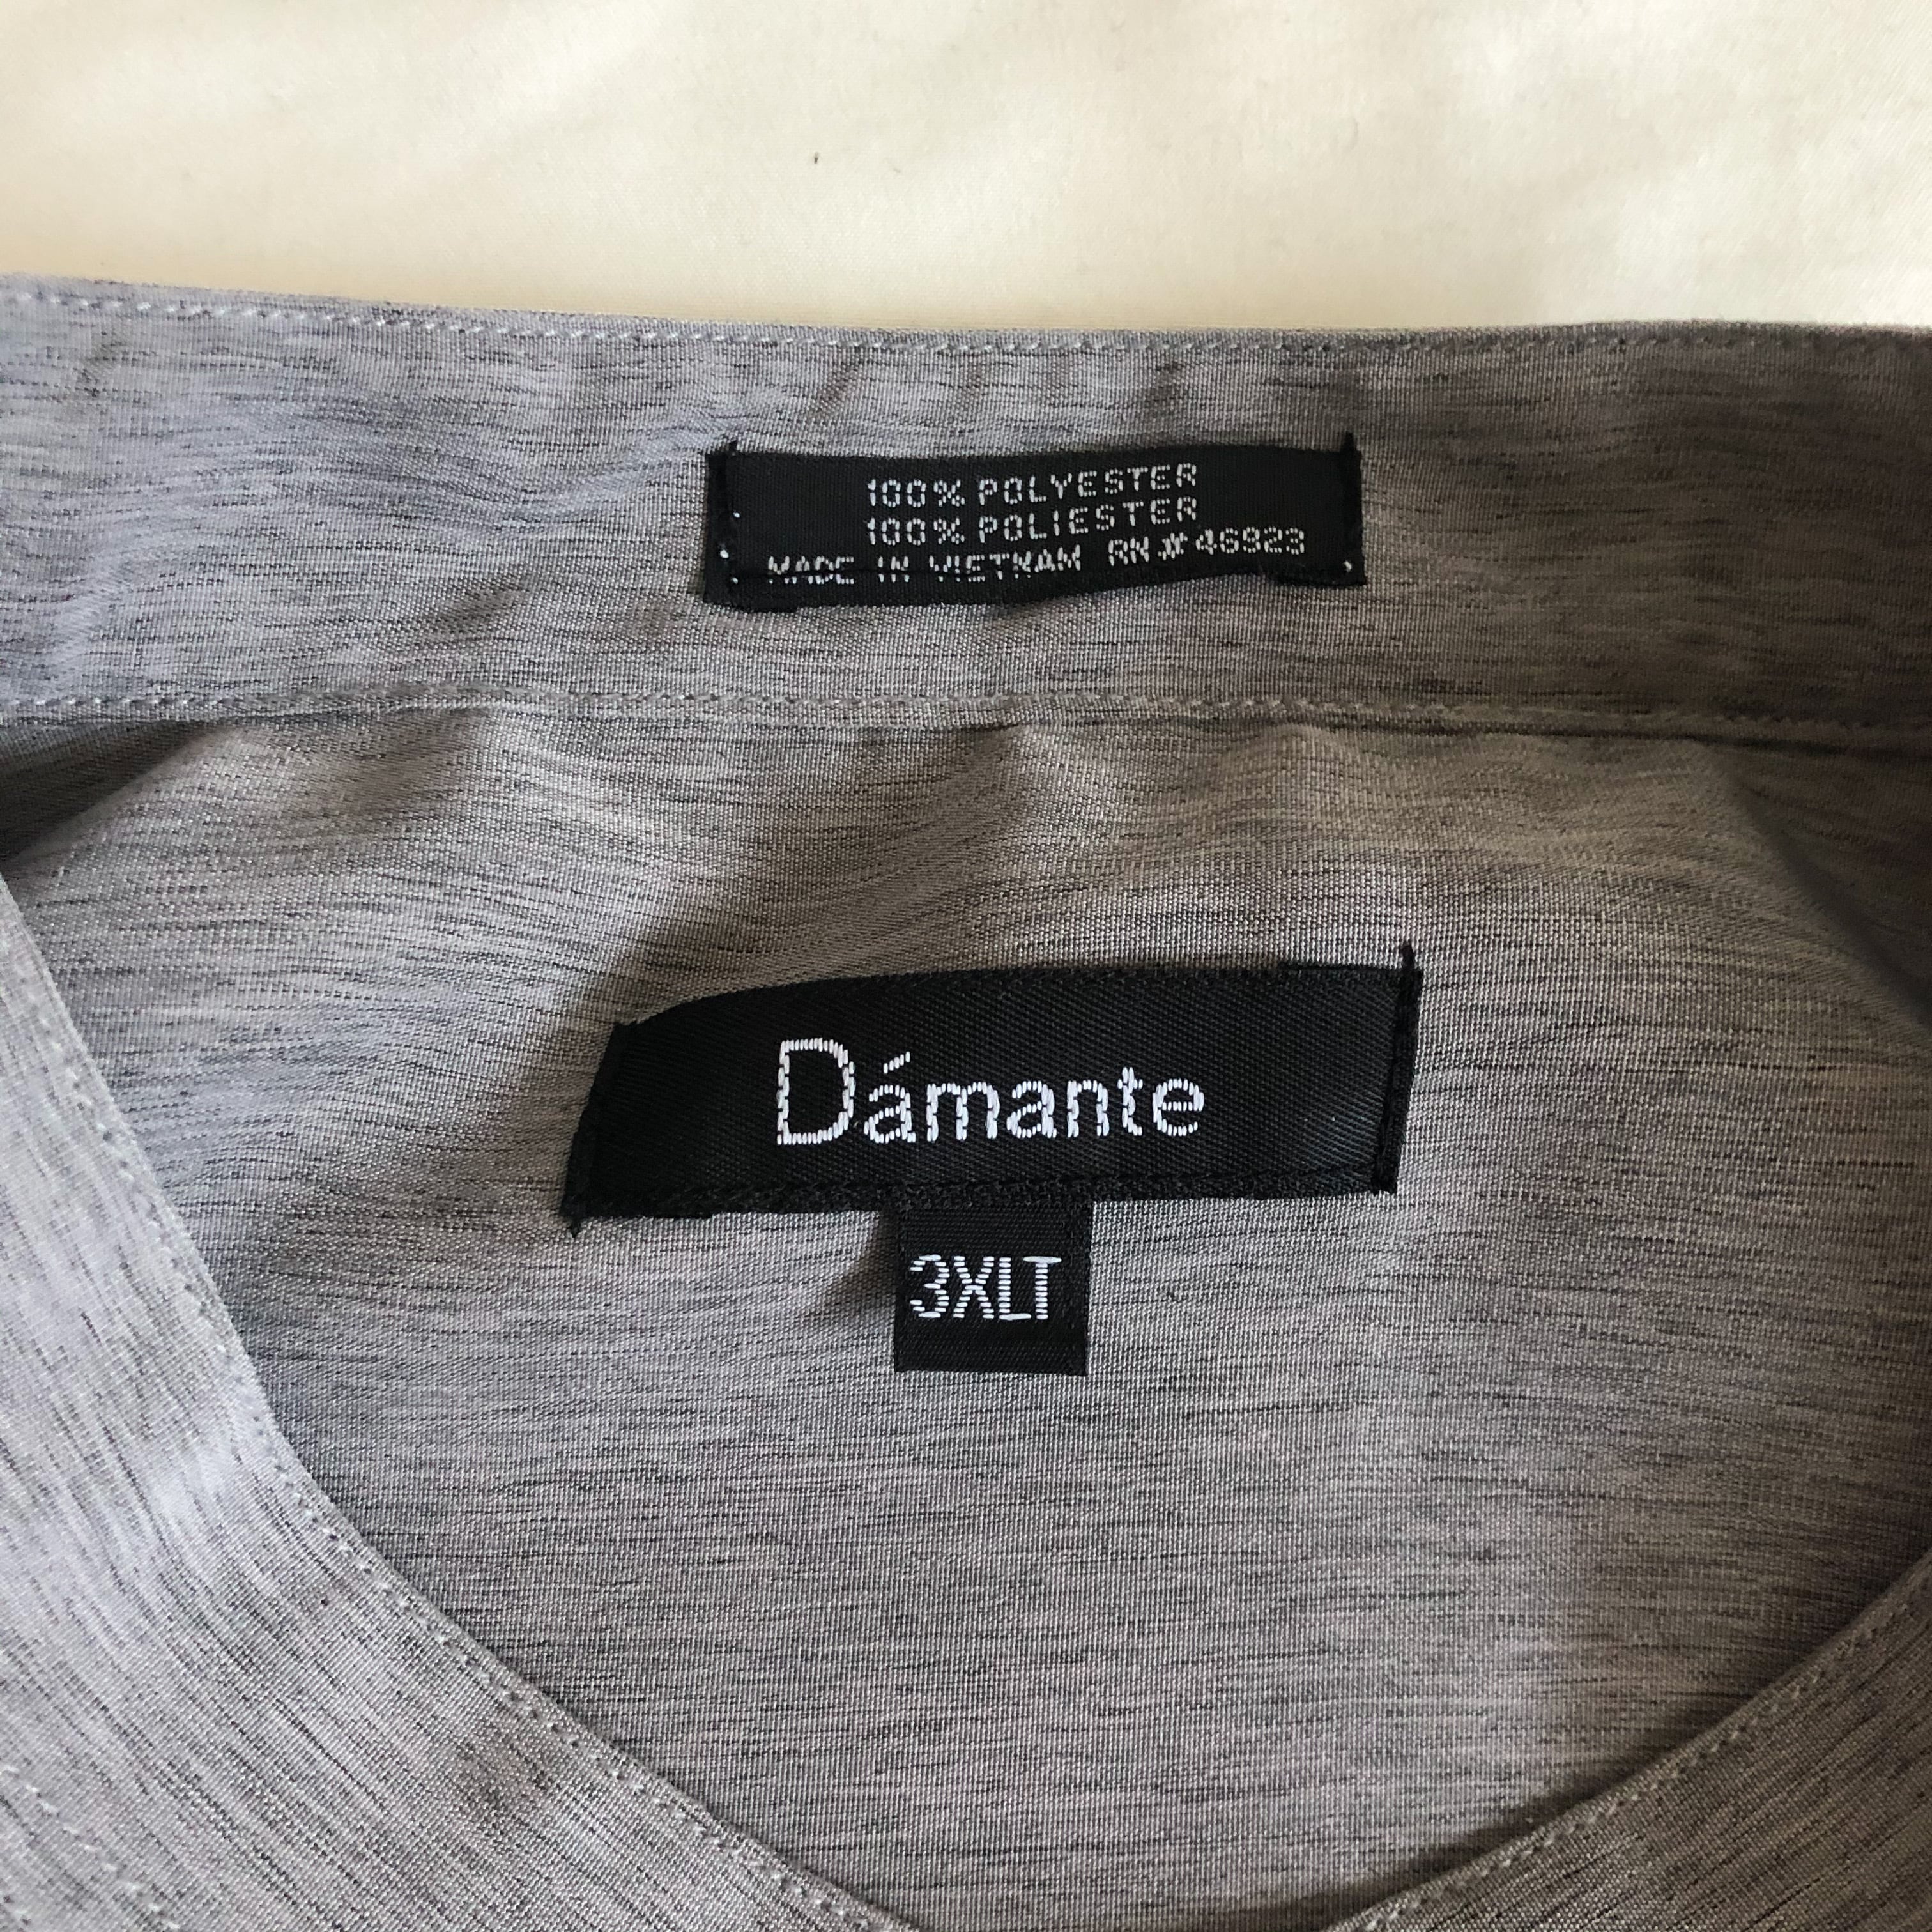 100% POLYESTER
100% POLIESTER
MADE IN VIETNAM RN# 46923
Dámante
3XLT